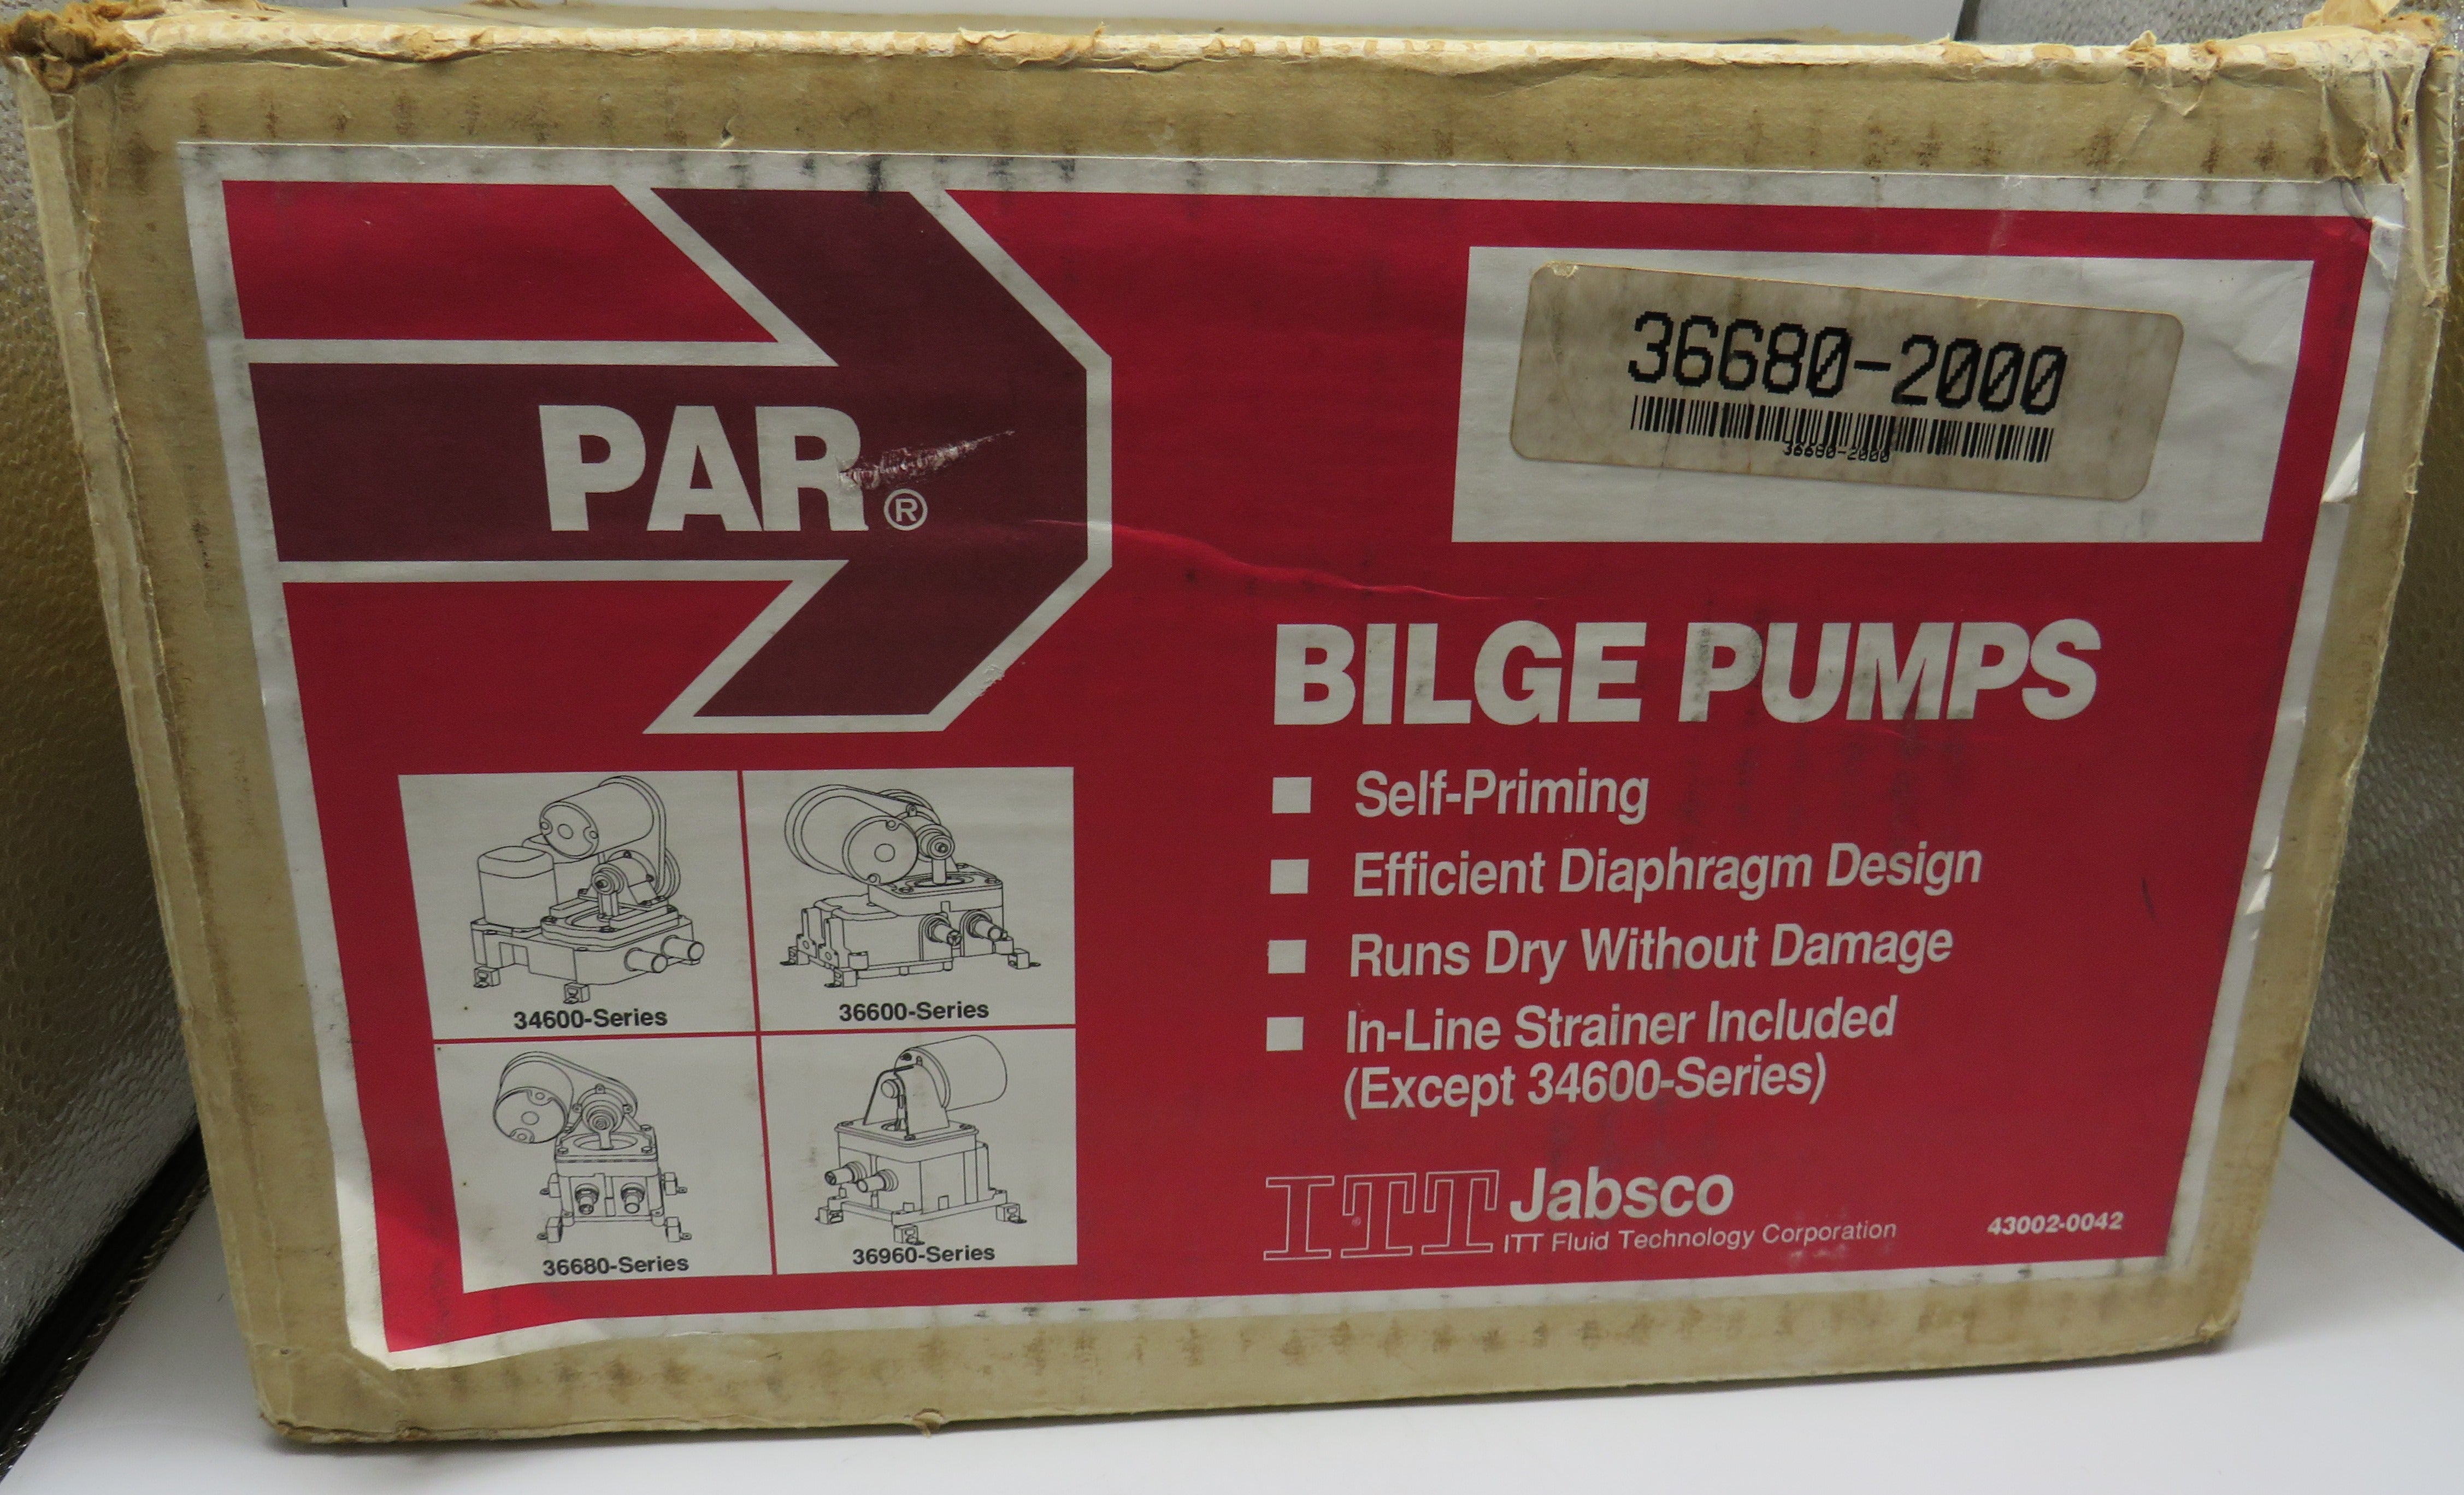 PAR®
36680-2000
36680-2000
BILGE PUMPS
Self-Priming
Efficient Diaphragm Design
Runs Dry Without Damage
In-Line Strainer Included
(Except 34600-Series)
34600-Series
36600-Series
36680-Series
36960-Series
ITT Jabsco
ITT Fluid Technology Corporation
43002-0042